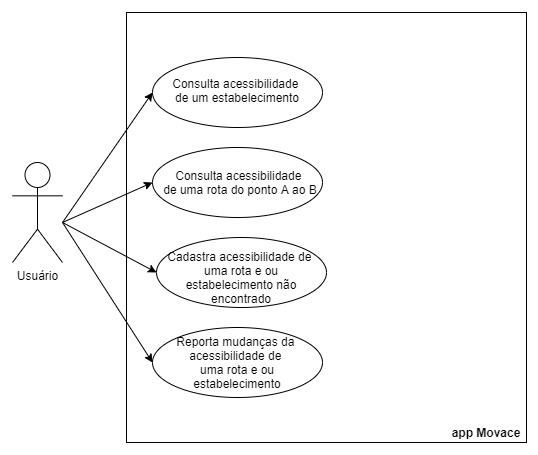 Consulta acessibilidade
de um estabelecimento
Consulta acessibilidade
de uma rota do ponto A ao B
Usuário
Cadastra acessibilidade de
uma rota e ou
estabelecimento não
encontrado
Reporta mudanças da
acessibilidade de
uma rota e ou
estabelecimento
app Movace